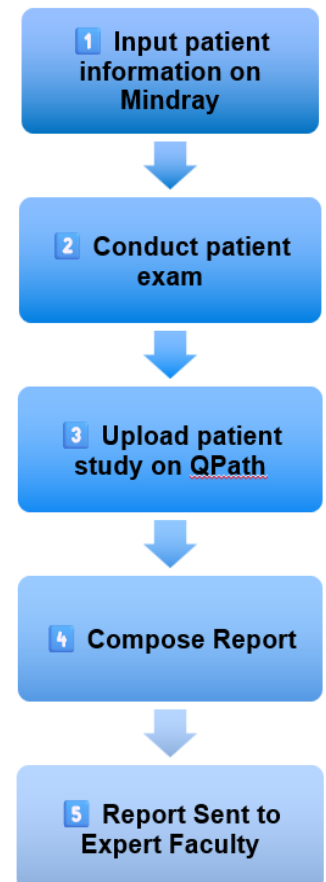 1 Input patient
information on
Mindray
2 Conduct patient
exam
3 Upload patient
study on QPath
4 Compose Report
5 Report Sent to
Expert Faculty